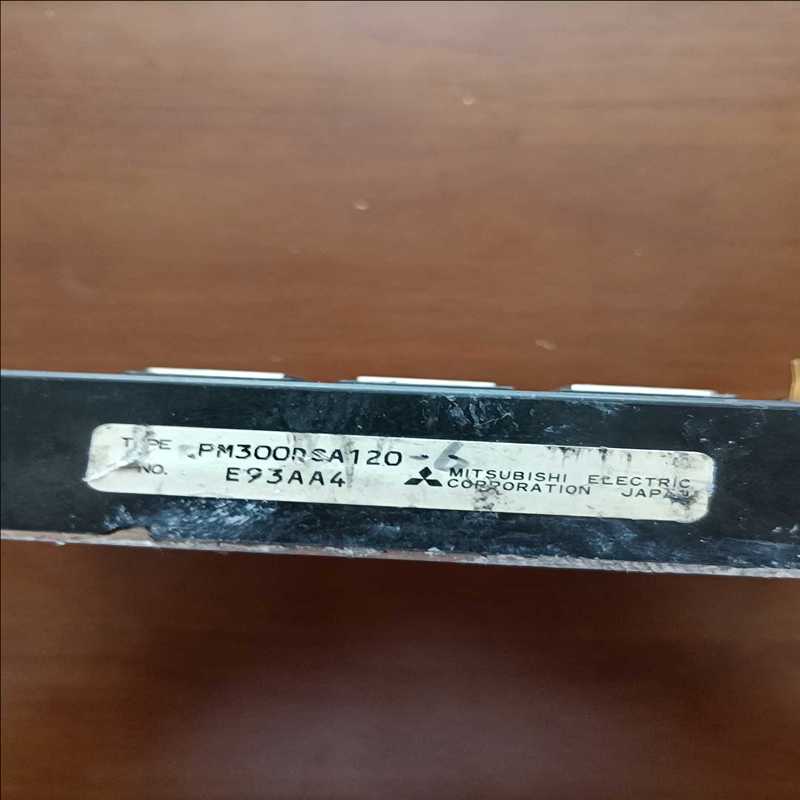 TYPE PM300RSA120-6
NO. E93AA4
MITSUBISHI ELECTRIC
CORPORATION JAPAN